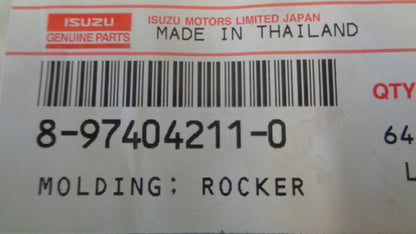 ISUZU
GENUINE PARTS
ISUZU MOTORS LIMITED JAPAN
MADE IN THAILAND
QTY
8-97404211-0
64
MOLDING; ROCKER
L